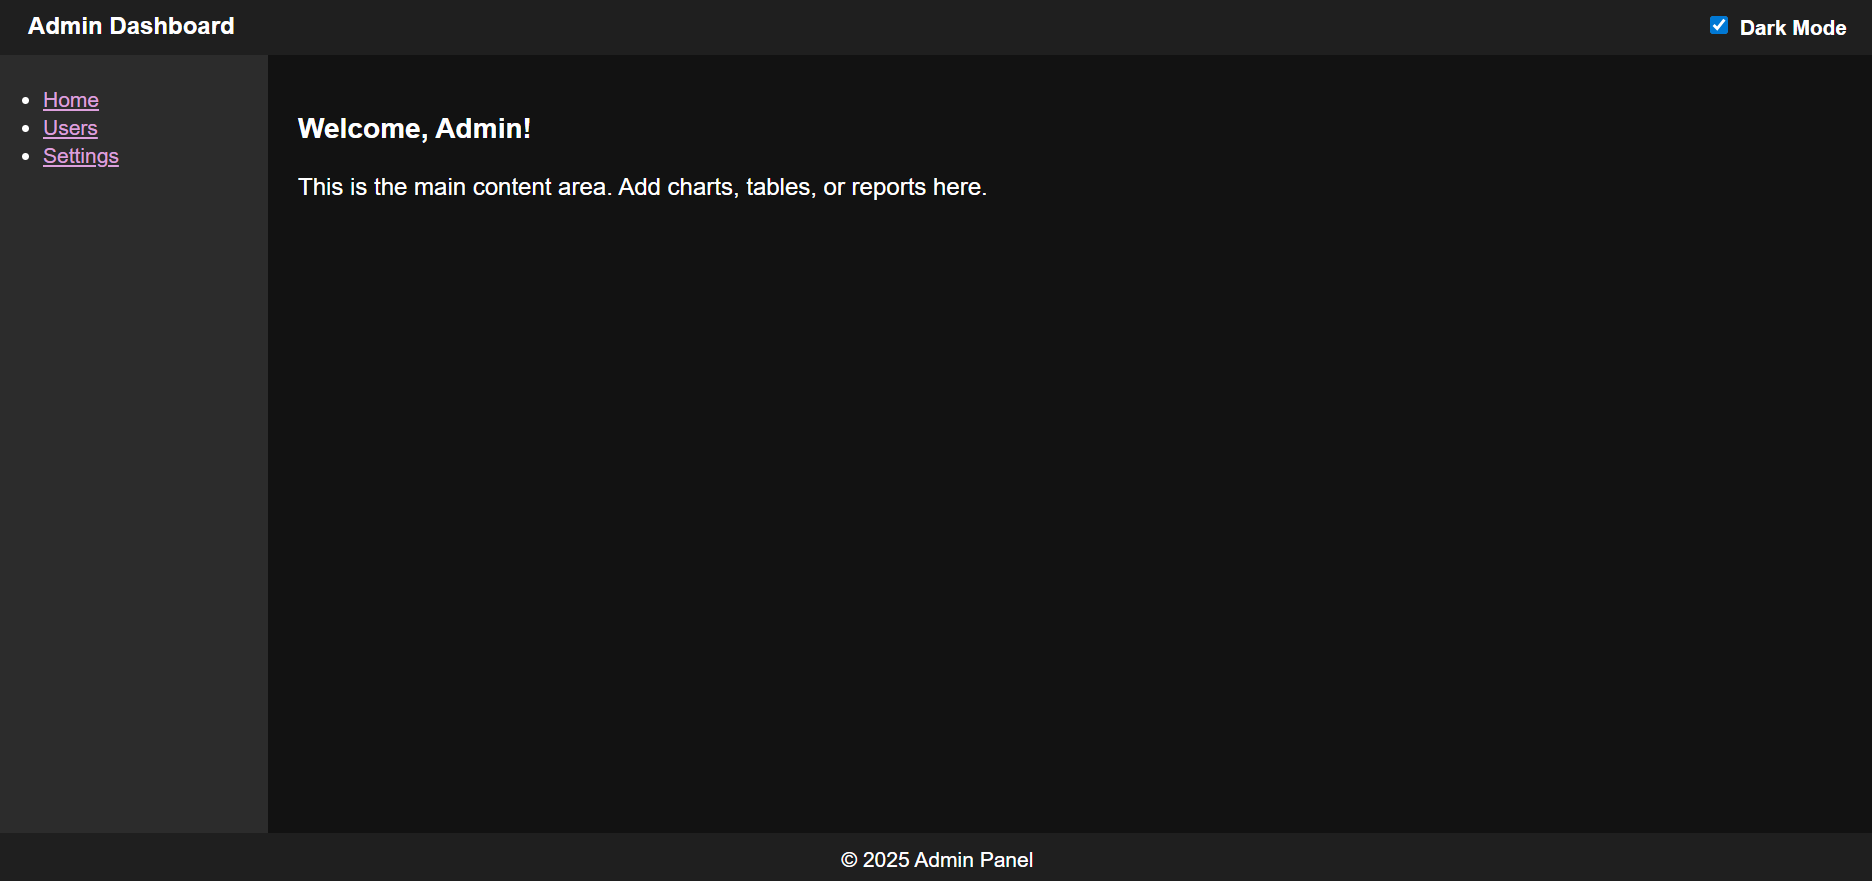 Admin Dashboard
Dark Mode
Home
Users
Settings
Welcome, Admin!
This is the main content area. Add charts, tables, or reports here.
© 2025 Admin Panel